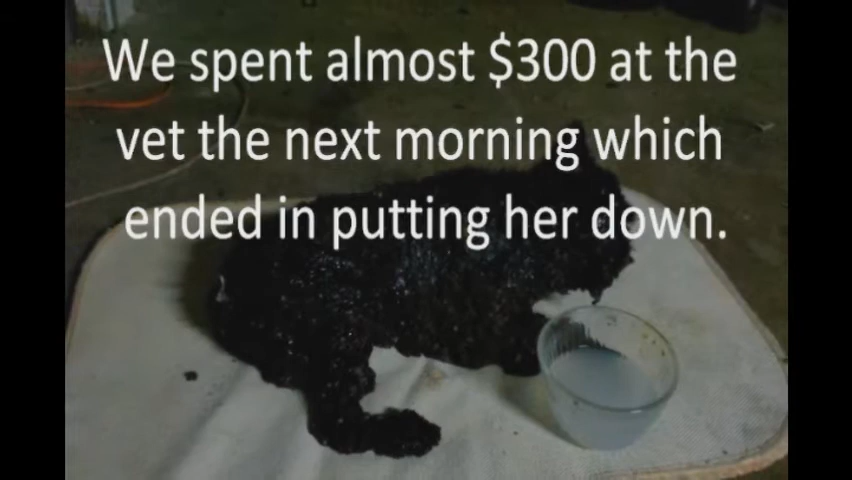 We spent almost $300 at the
vet the next morning which
ended in putting her down.